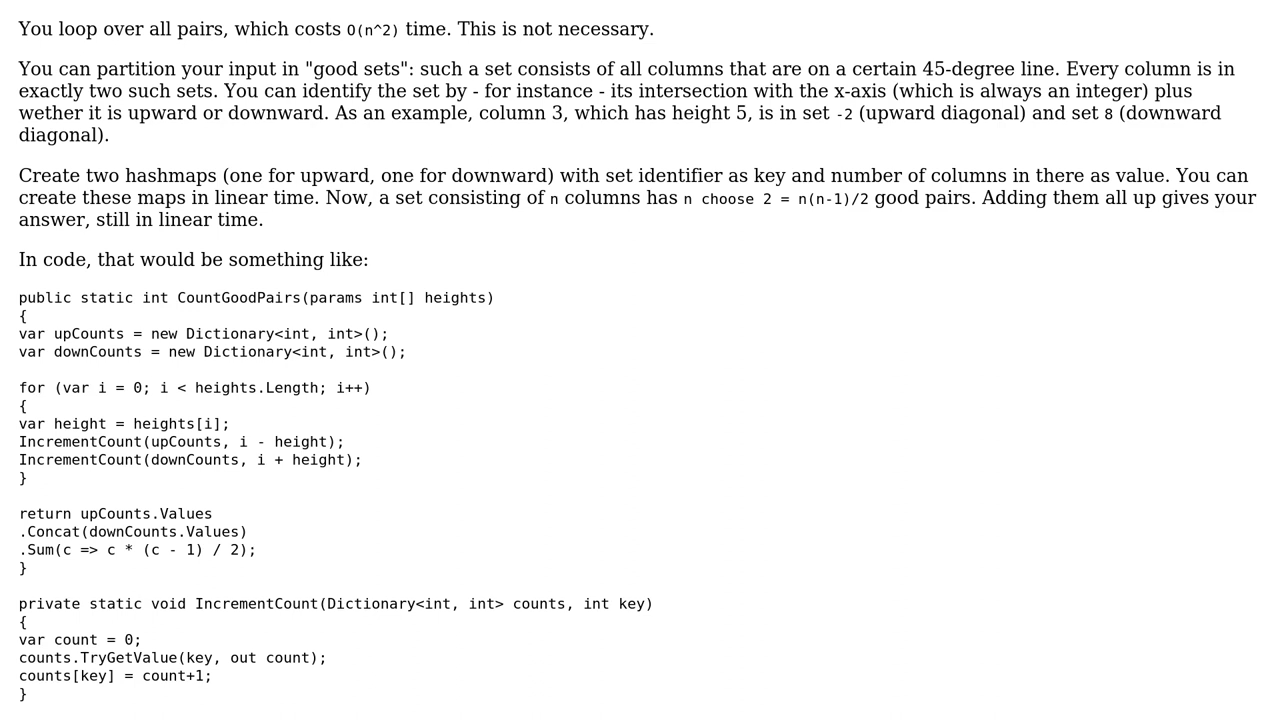 You loop over all pairs, which costs O(n^2) time. This is not necessary.
You can partition your input in "good sets": such a set consists of all columns that are on a certain 45-degree line. Every column is in
exactly two such sets. You can identify the set by - for instance - its intersection with the x-axis (which is always an integer) plus
wether it is upward or downward. As an example, column 3, which has height 5, is in set -2 (upward diagonal) and set 8 (downward
diagonal).
Create two hashmaps (one for upward, one for downward) with set identifier as key and number of columns in there as value. You can
create these maps in linear time. Now, a set consisting of n columns has n choose 2 = n(n-1)/2 good pairs. Adding them all up gives your
answer, still in linear time.
In code, that would be something like:
public static int CountGoodPairs(params int[] heights)
{
var upCounts = new Dictionary<int, int>();
var downCounts = new Dictionary<int, int>();
for (var i = 0; i < heights.Length; i++)
{
var height = heights[i];
IncrementCount(upCounts, i - height);
IncrementCount(downCounts, i + height);
}
return upCounts.Values
.Concat(downCounts.Values)
.Sum(c => c * (c - 1) / 2);
}
private static void IncrementCount(Dictionary<int, int> counts, int key)
{
var count = 0;
counts.TryGetValue(key, out count);
counts[key] = count+1;
}